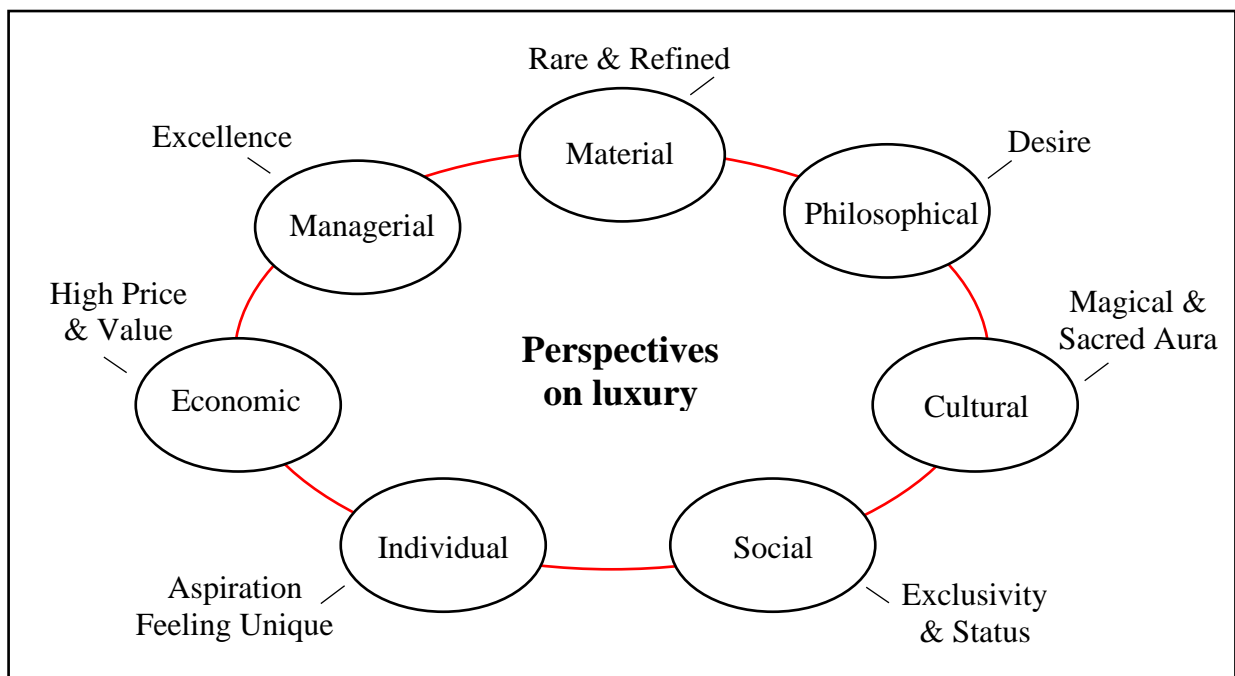 Rare & Refined
Excellence
Material
Desire
Managerial
Philosophical
High Price
& Value
Magical &
Sacred Aura
Perspectives
on luxury
Economic
Cultural
Individual
Social
Aspiration
Feeling Unique
Exclusivity
& Status